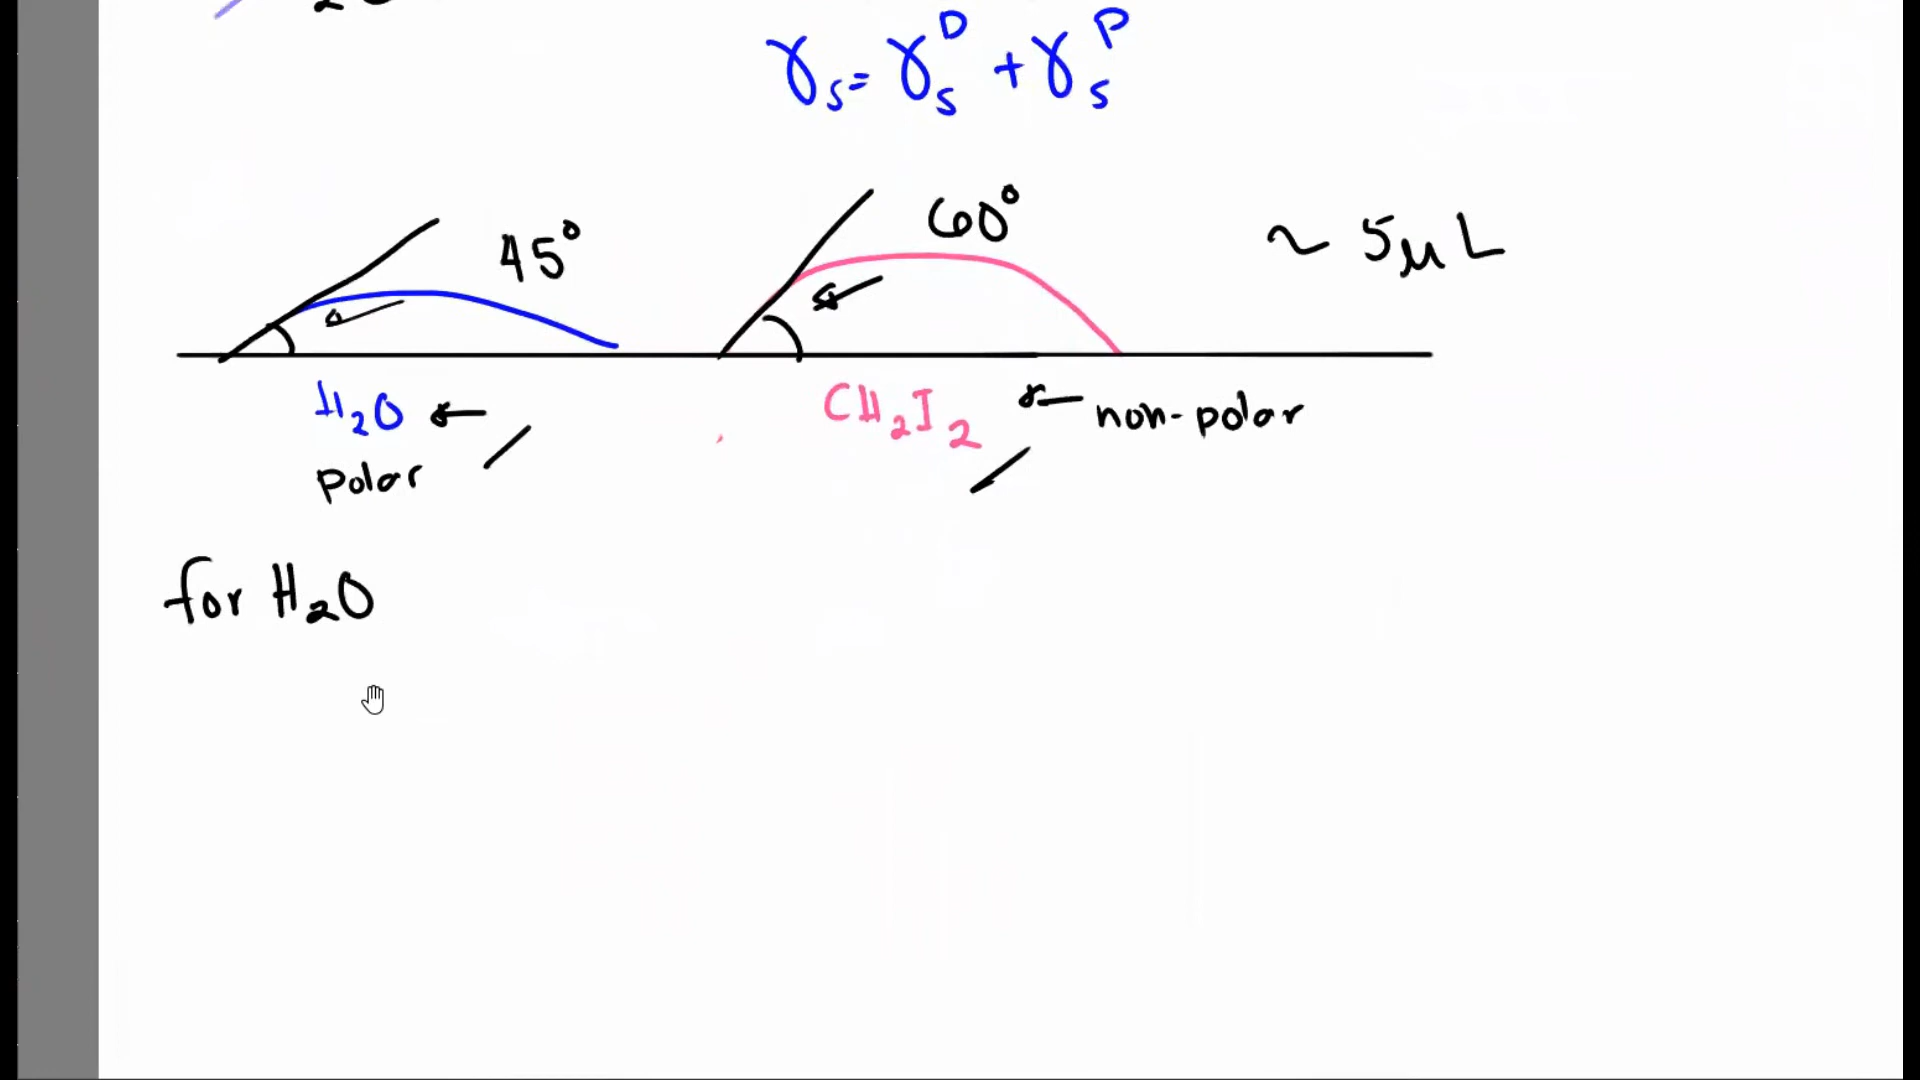 γs = γs^D + γs^P
45° 60° ~ 5μL
H₂O CH₂I₂ non-polar
Polar
for H₂O